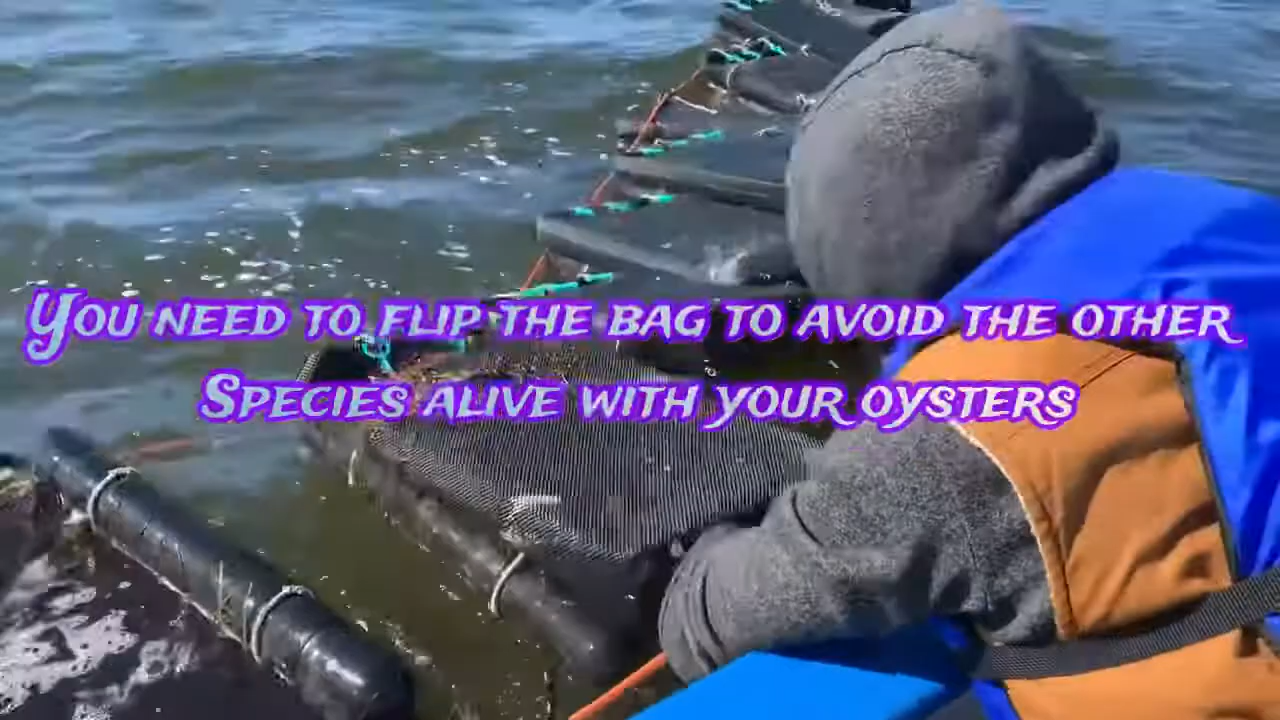 You need to flip the bag to avoid the other
Species alive with your oysters